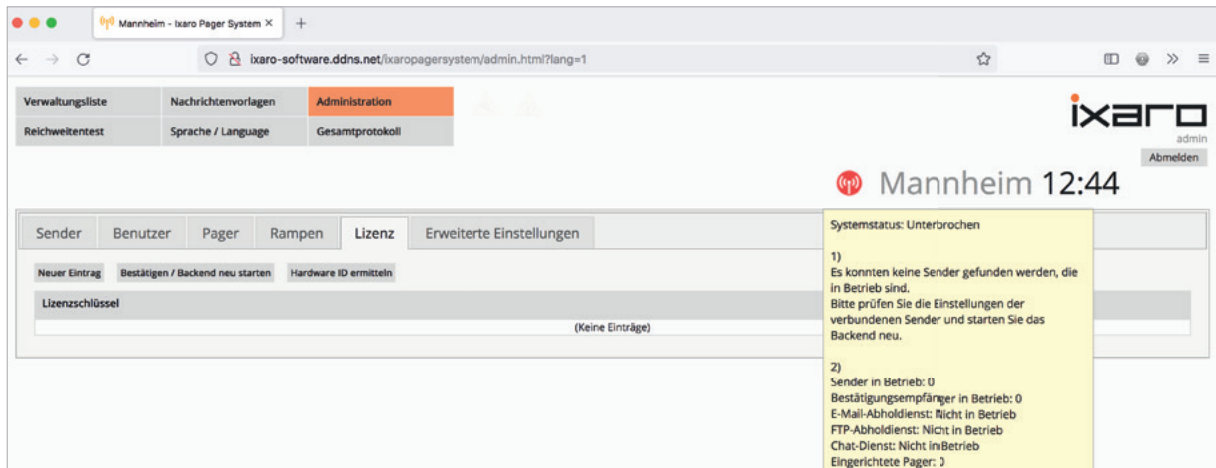 Mannheim - Ixaro Pager System
ixaro-software.ddns.net/ixaropagersystem/admin.html?lang=1
Verwaltungsliste Nachrichtenvorlagen Administration
Reichweitentest Sprache / Language Gesamtprotokoll
ixaro
admin
Abmelden
Mannheim 12:44
Sender Benutzer Pager Rampen Lizenz Erweiterte Einstellungen
Neuer Eintrag Bestätigen / Backend neu starten Hardware ID ermitteln
Lizenzschlüssel
(Keine Einträge)
Systemstatus: Unterbrochen
1)
Es konnten keine Sender gefunden werden, die
in Betrieb sind.
Bitte prüfen Sie die Einstellungen der
verbundenen Sender und starten Sie das
Backend neu.
2)
Sender in Betrieb: 0
Bestätigungsempfänger in Betrieb: 0
E-Mail-Abholdienst: Nicht in Betrieb
FTP-Abholdienst: Nicht in Betrieb
Chat-Dienst: Nicht in Betrieb
Eingerichtete Pager: 0